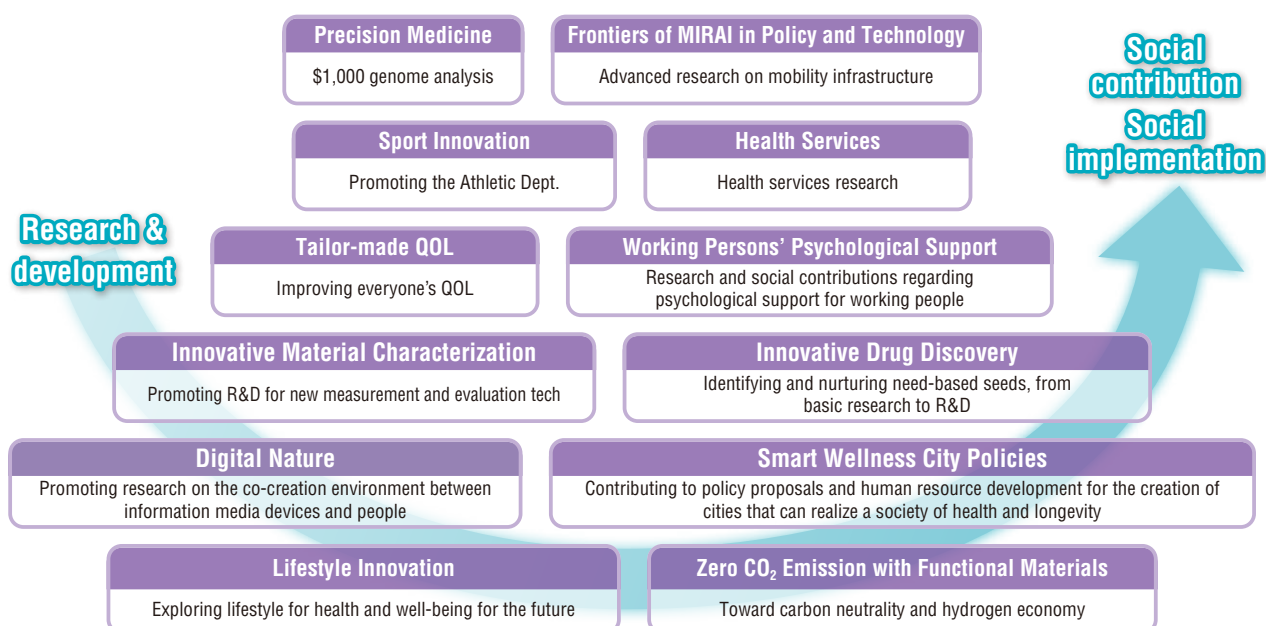 Precision Medicine
$1,000 genome analysis
Frontiers of MIRAI in Policy and Technology
Advanced research on mobility infrastructure
Social
contribution
Social
implementation
Sport Innovation
Promoting the Athletic Dept.
Health Services
Health services research
Research &
development
Tailor-made QOL
Improving everyone's QOL
Working Persons' Psychological Support
Research and social contributions regarding
psychological support for working people
Innovative Material Characterization
Promoting R&D for new measurement and evaluation tech
Innovative Drug Discovery
Identifying and nurturing need-based seeds, from
basic research to R&D
Digital Nature
Promoting research on the co-creation environment between
information media devices and people
Smart Wellness City Policies
Contributing to policy proposals and human resource development for the creation of
cities that can realize a society of health and longevity
Lifestyle Innovation
Exploring lifestyle for health and well-being for the future
Zero CO₂ Emission with Functional Materials
Toward carbon neutrality and hydrogen economy